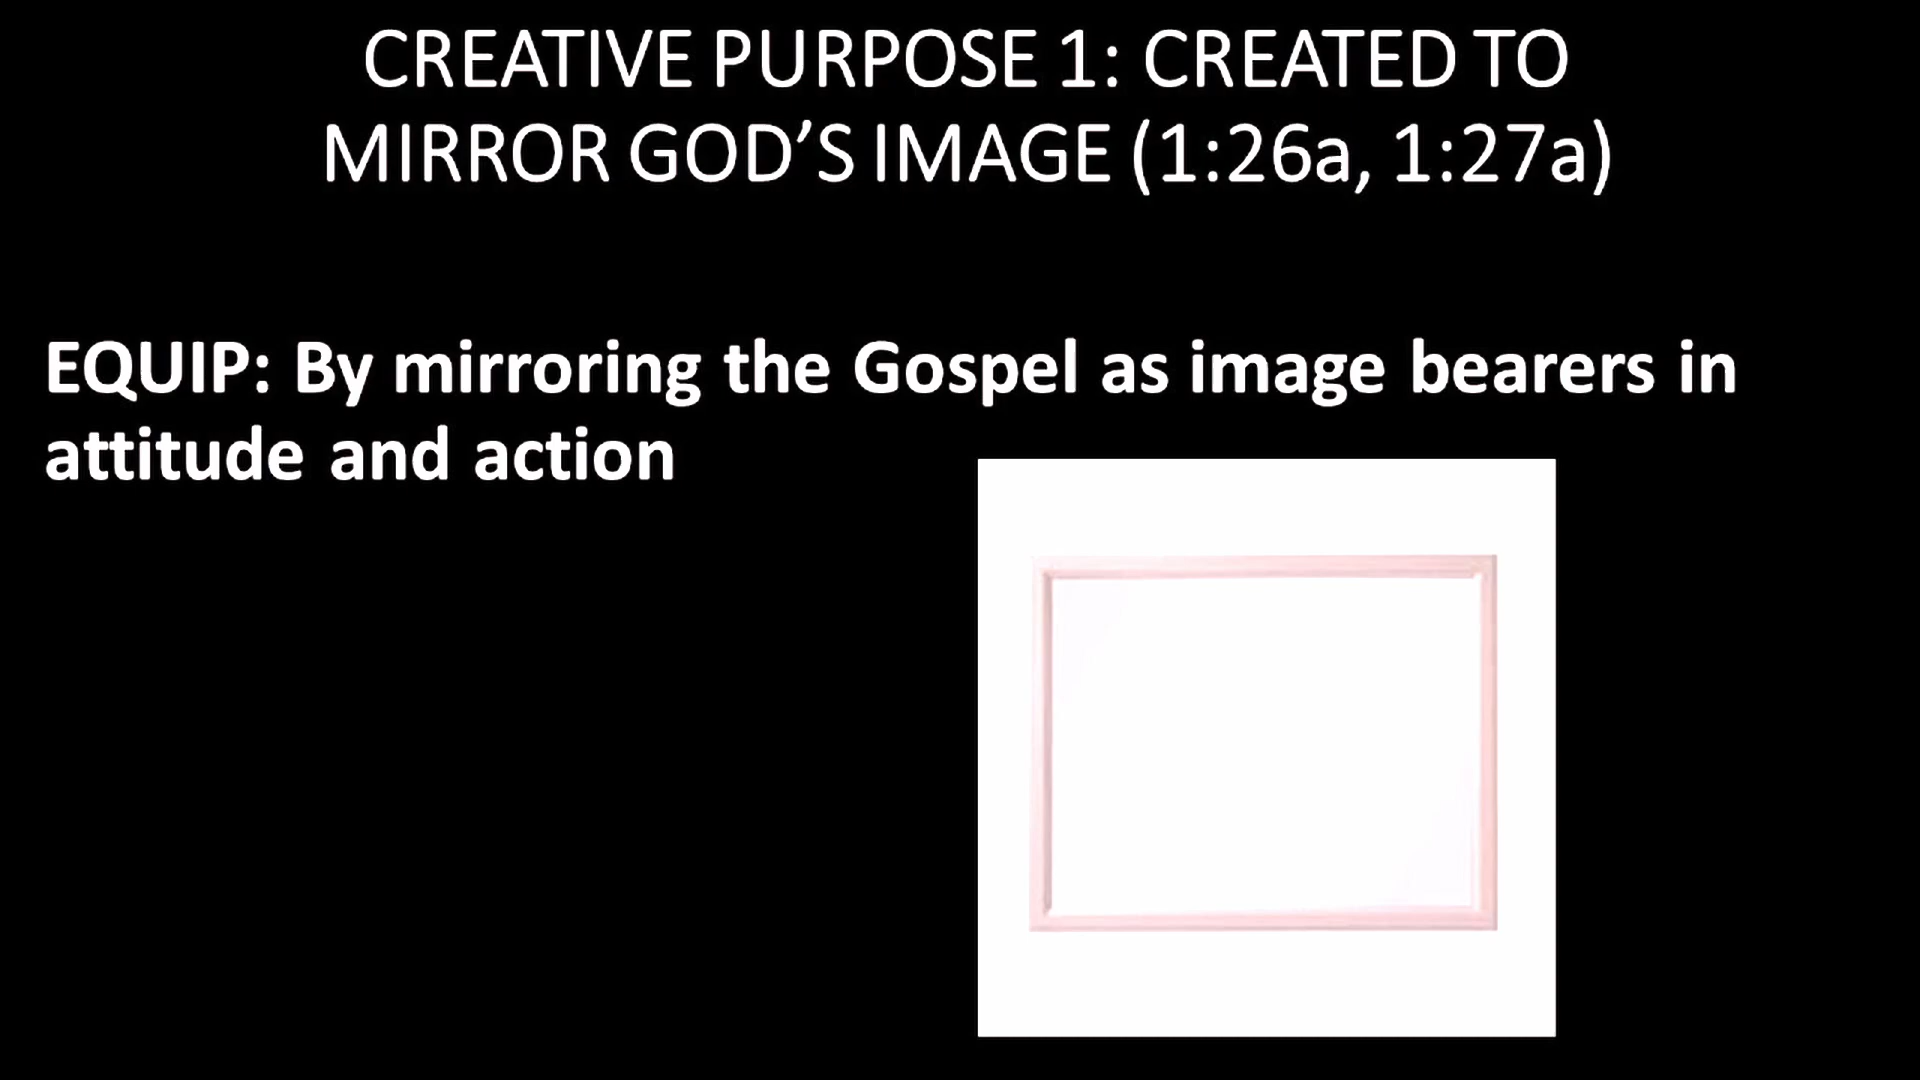 CREATIVE PURPOSE 1: CREATED TO
MIRROR GOD’S IMAGE (1:26a, 1:27a)
EQUIP: By mirroring the Gospel as image bearers in
attitude and action